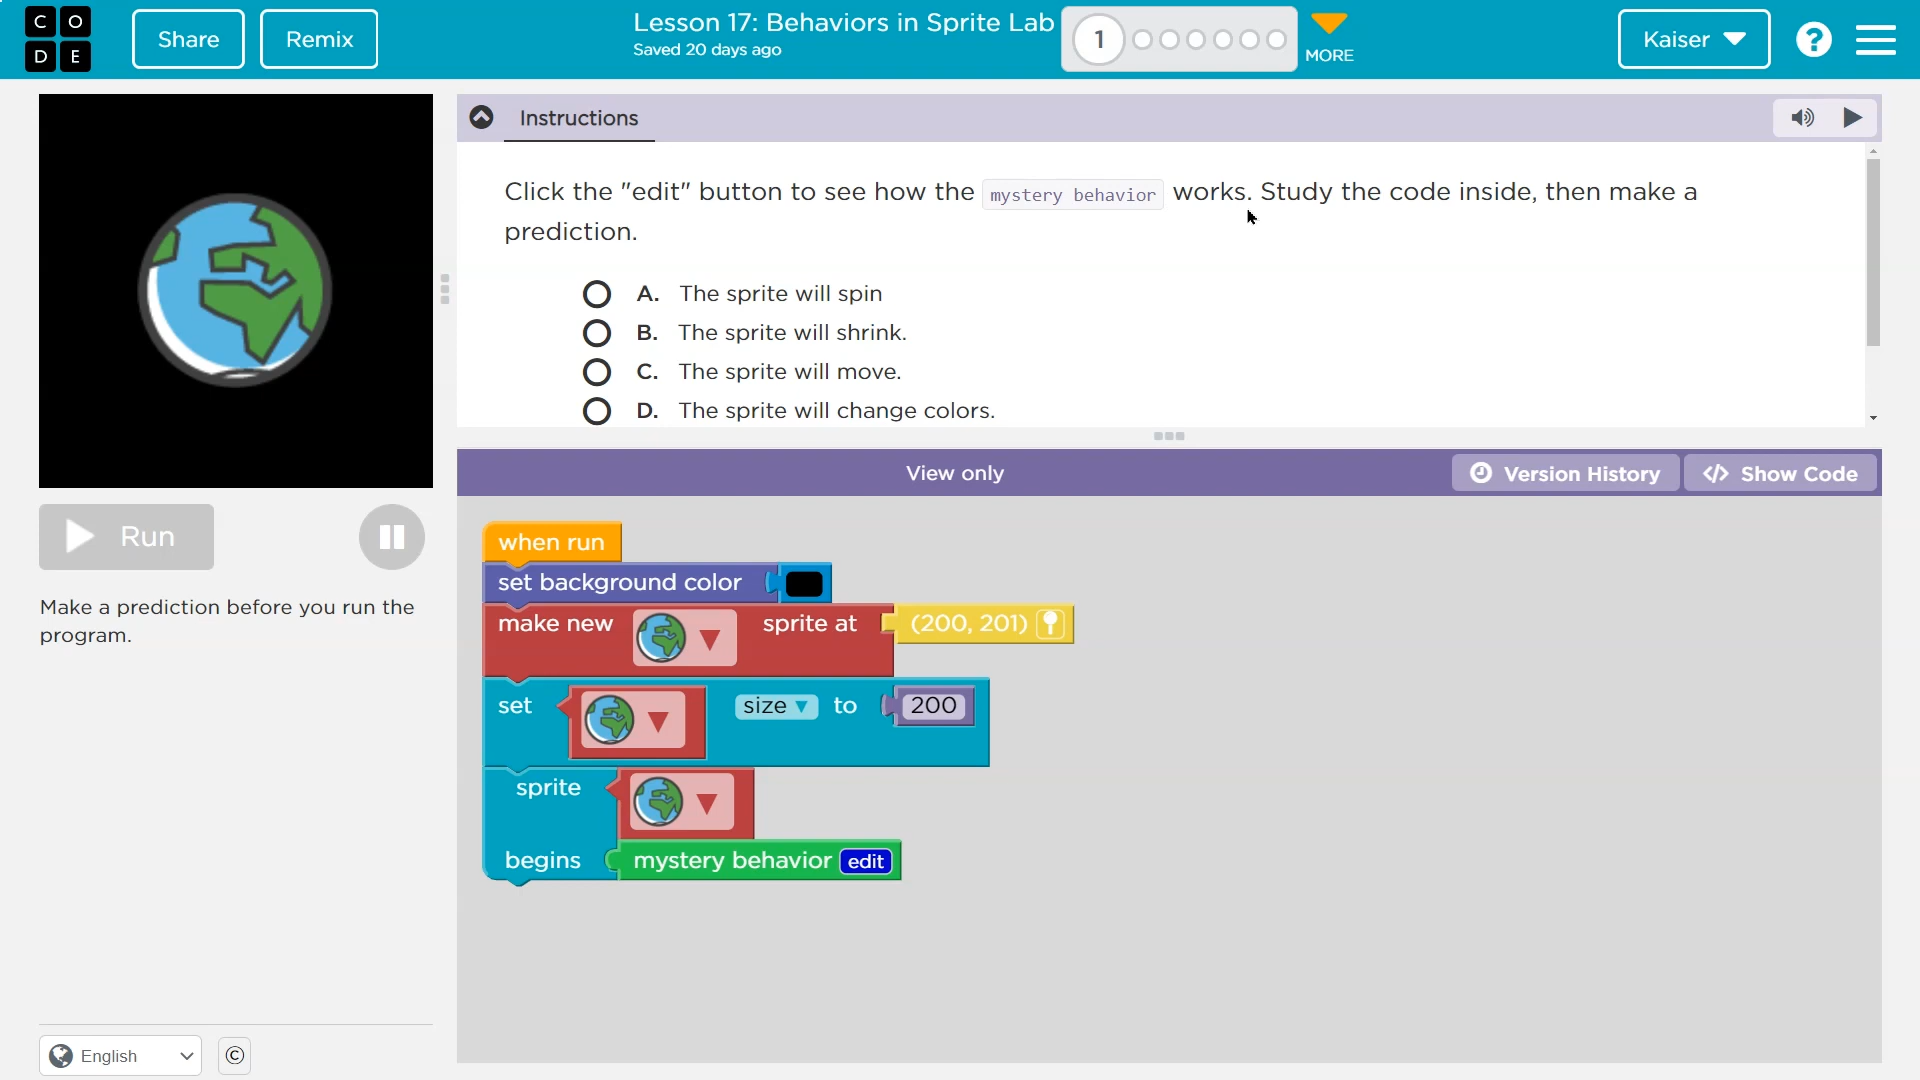 C O
D E
Share
Remix
Lesson 17: Behaviors in Sprite Lab
Saved 20 days ago
1
MORE
Kaiser
?
Instructions
Click the "edit" button to see how the mystery behavior works. Study the code inside, then make a
prediction.
A. The sprite will spin
B. The sprite will shrink.
C. The sprite will move.
D. The sprite will change colors.
Run
Make a prediction before you run the
program.
View only
Version History
</> Show Code
when run
set background color
make new sprite at (200, 201)
set size to 200
sprite
begins mystery behavior edit
English
©